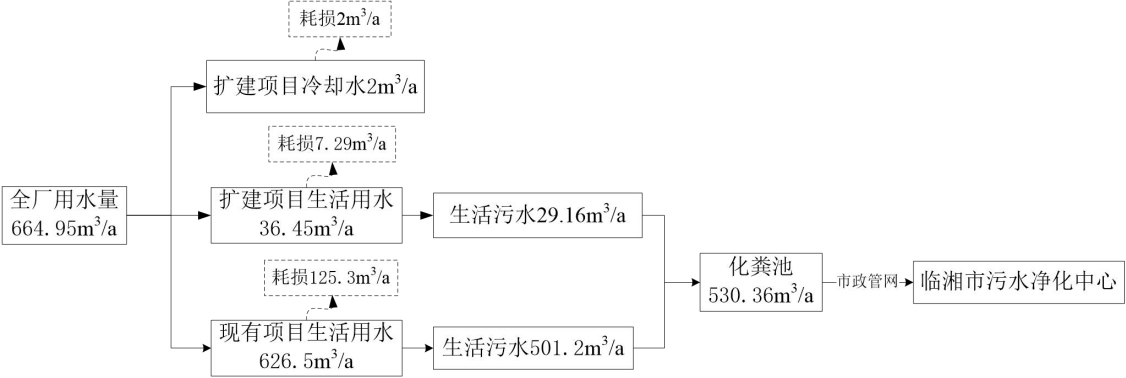 耗损2m³/a
扩建项目冷却水2m³/a
耗损7.29m³/a
全厂用水量
664.95m³/a
扩建项目生活用水
36.45m³/a
生活污水29.16m³/a
耗损125.3m³/a
化粪池
530.36m³/a
市政管网
临湘市污水净化中心
现有项目生活用水
626.5m³/a
生活污水501.2m³/a